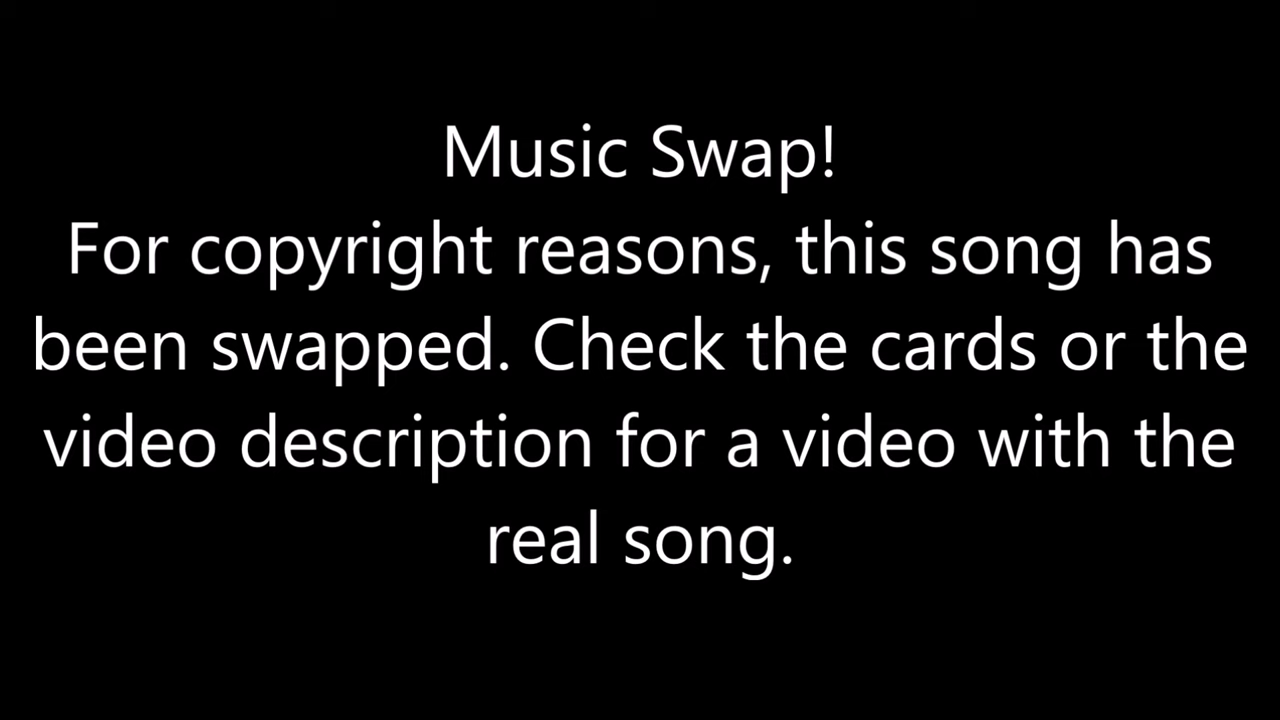 Music Swap!
For copyright reasons, this song has
been swapped. Check the cards or the
video description for a video with the
real song.